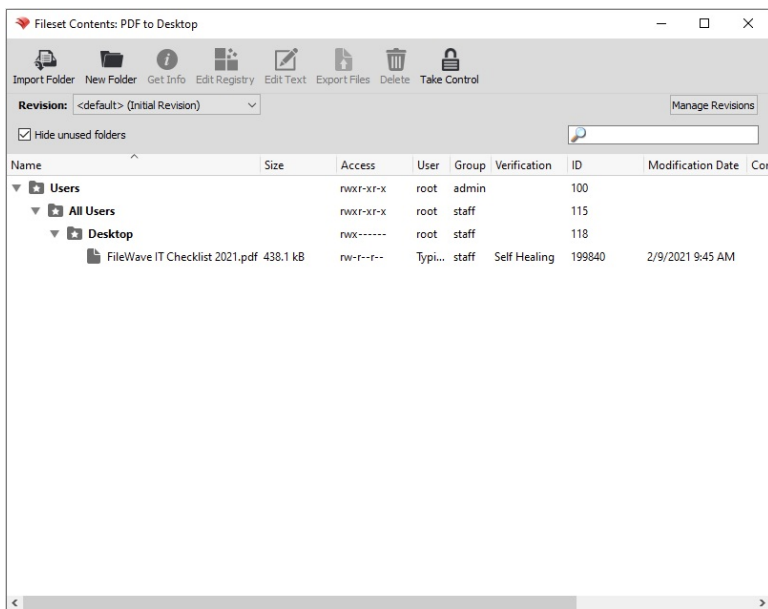 Fileset Contents: PDF to Desktop
Import Folder New Folder Get Info Edit Registry Edit Text Export Files Delete Take Control
Revision: <default> (Initial Revision) Manage Revisions
Hide unused folders
Name Size Access User Group Verification ID Modification Date Cor
Users rwxr-xr-x root admin 100
All Users rwxr-xr-x root staff 115
Desktop rwx------ root staff 118
FileWave IT Checklist 2021.pdf 438.1 kB rw-r--r-- Typi... staff Self Healing 199840 2/9/2021 9:45 AM